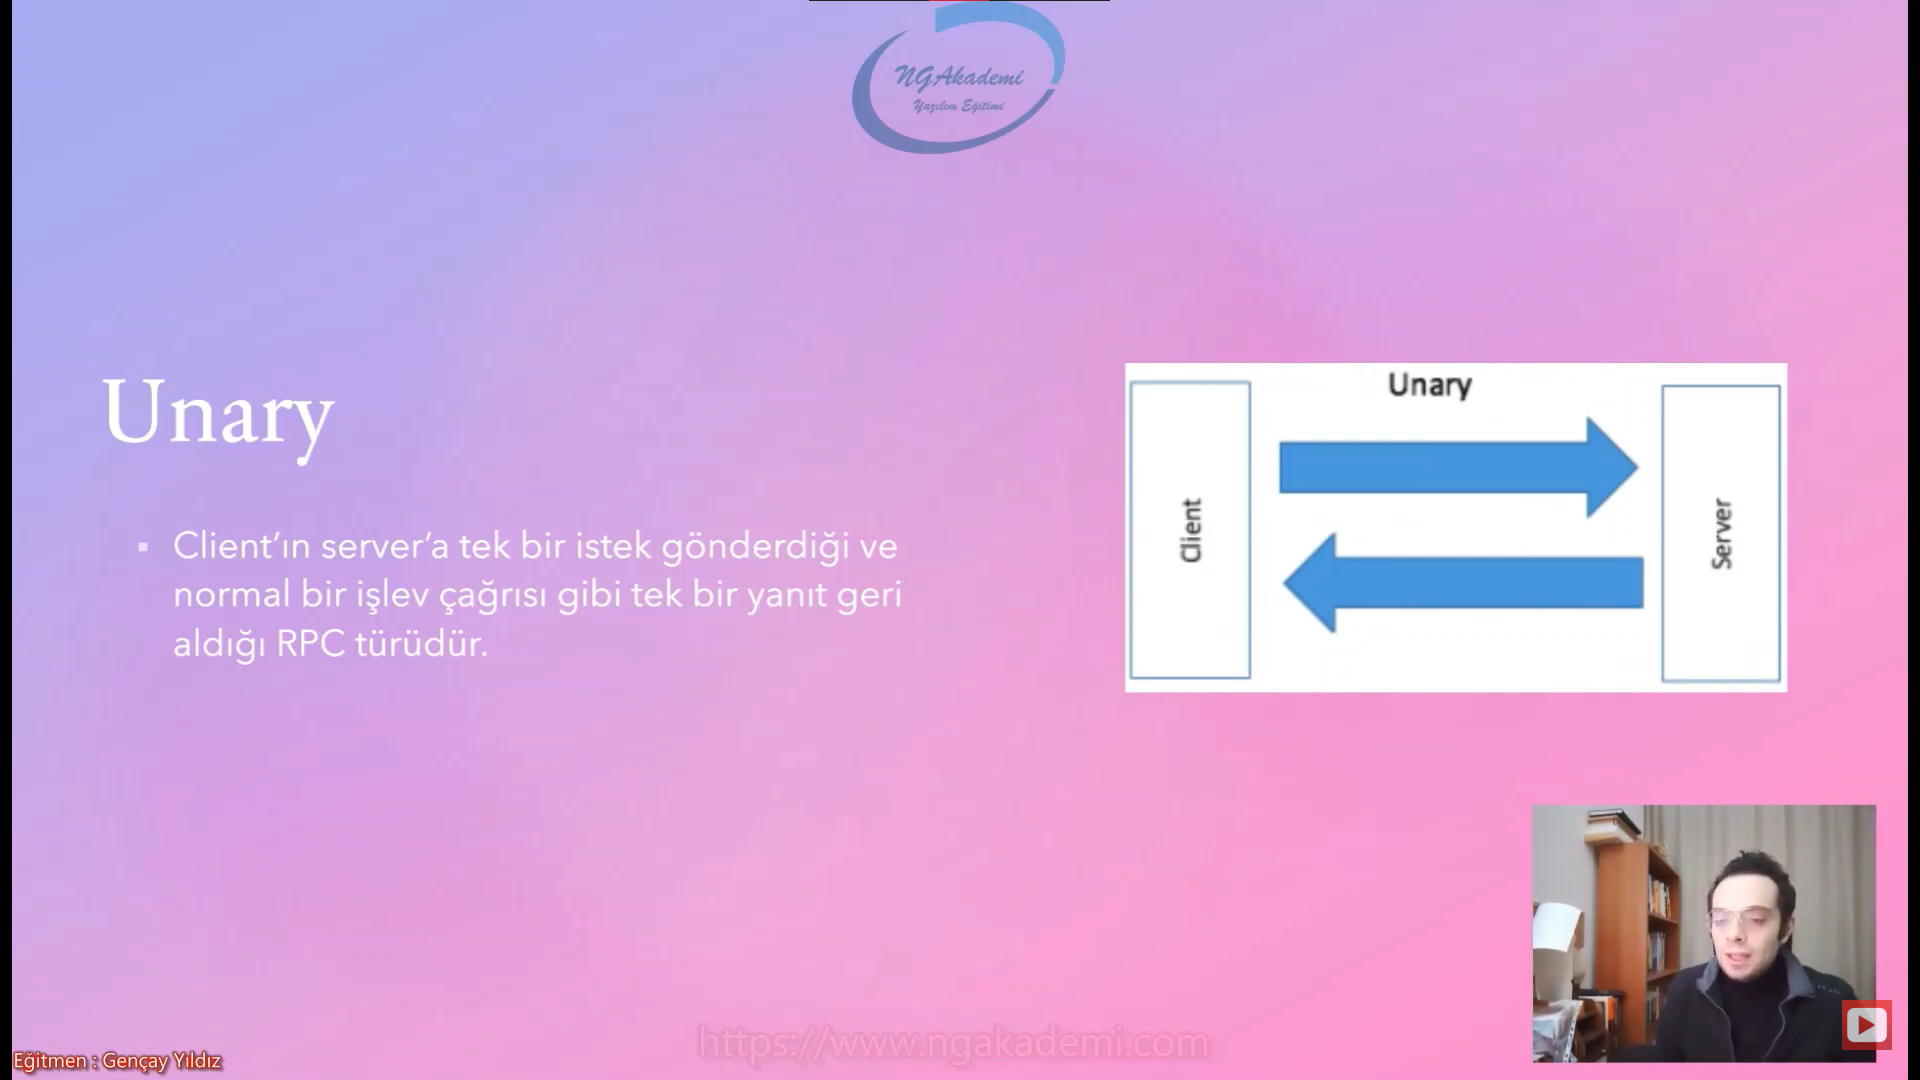 NGAkademi
Yazılım Eğitimi
Unary
Client’ın server’a tek bir istek gönderdiği ve
normal bir işlev çağrısı gibi tek bir yanıt geri
aldığı RPC türüdür.
Unary
Client
Server
https://www.ngakademi.com
Eğitmen : Gençay Yıldız